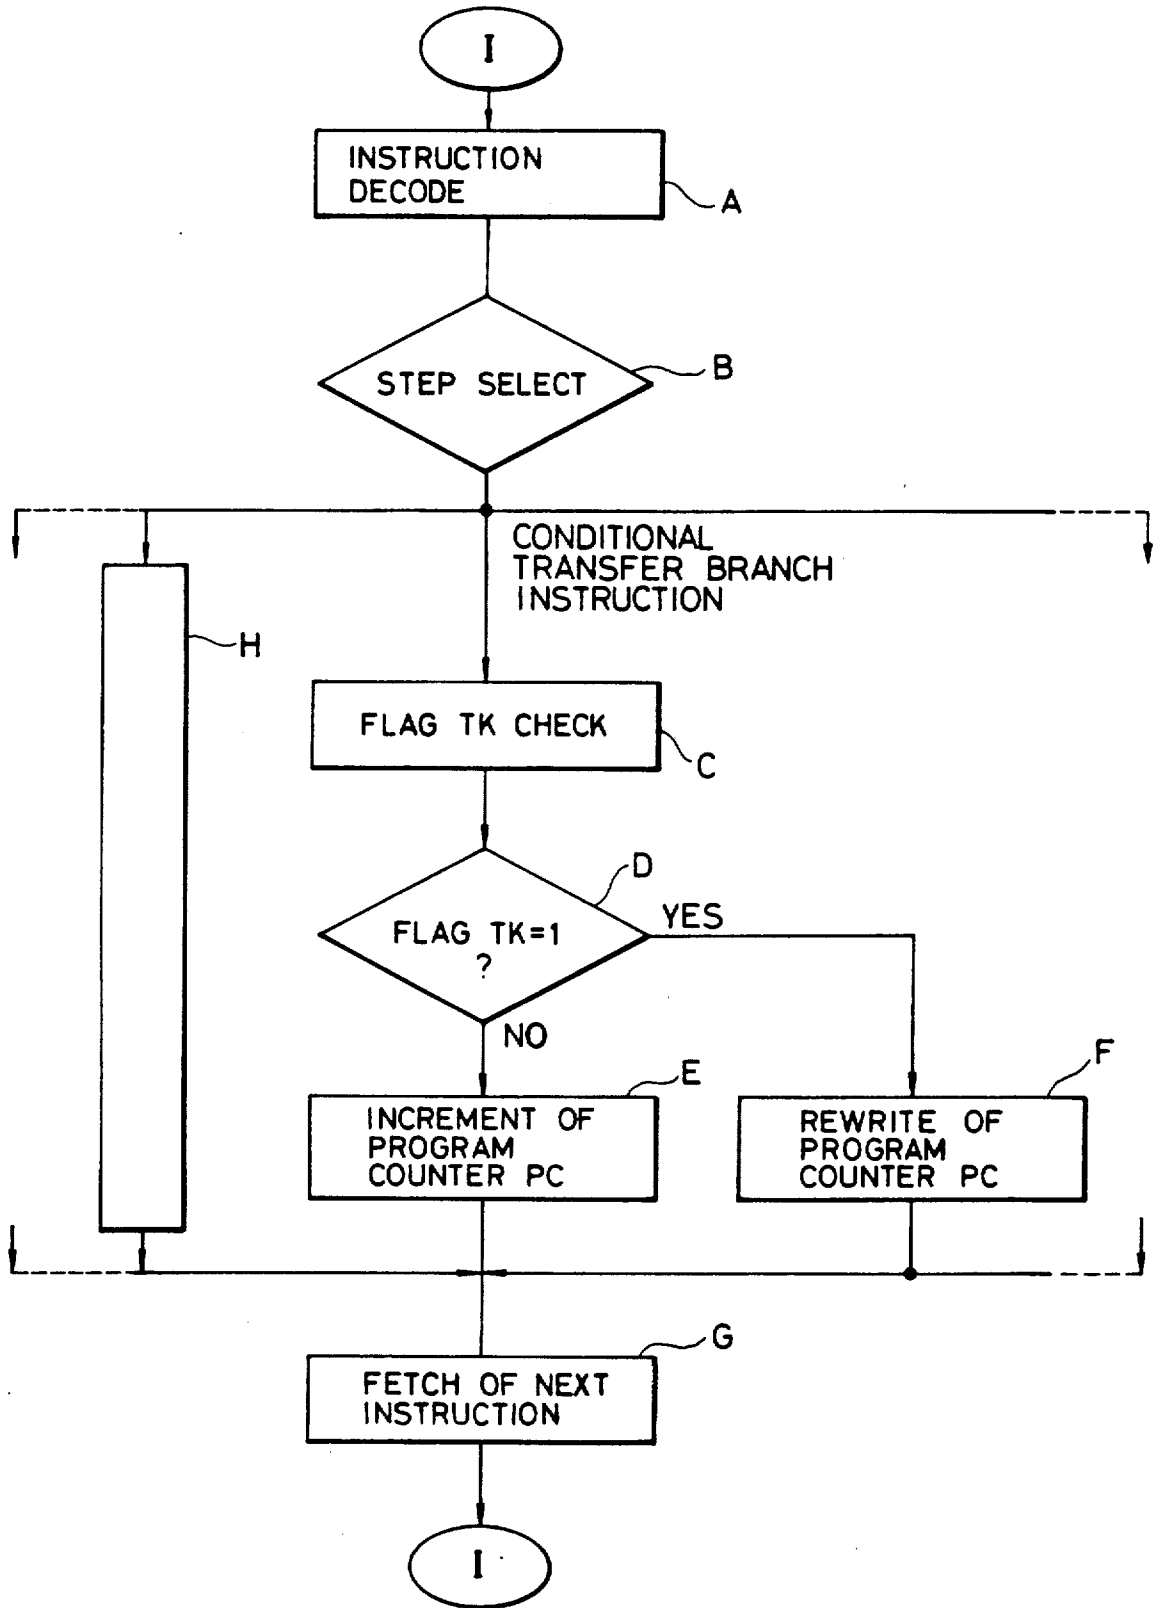 I
INSTRUCTION
DECODE
A
STEP SELECT
B
CONDITIONAL
TRANSFER BRANCH
INSTRUCTION
H
FLAG TK CHECK
C
D
FLAG TK=1
?
YES
NO
E
F
INCREMENT OF
PROGRAM
COUNTER PC
REWRITE OF
PROGRAM
COUNTER PC
G
FETCH OF NEXT
INSTRUCTION
I